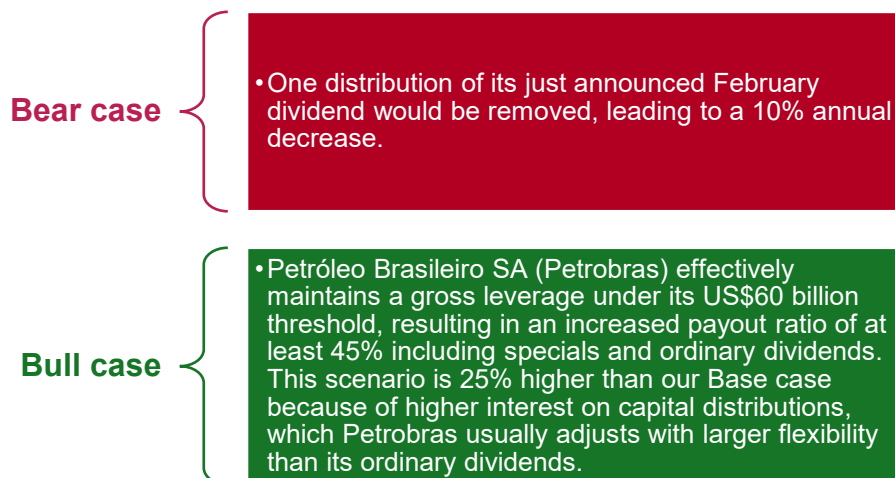 Bear case
•One distribution of its just announced February
dividend would be removed, leading to a 10% annual
decrease.
Bull case
•Petróleo Brasileiro SA (Petrobras) effectively
maintains a gross leverage under its US$60 billion
threshold, resulting in an increased payout ratio of at
least 45% including specials and ordinary dividends.
This scenario is 25% higher than our Base case
because of higher interest on capital distributions,
which Petrobras usually adjusts with larger flexibility
than its ordinary dividends.